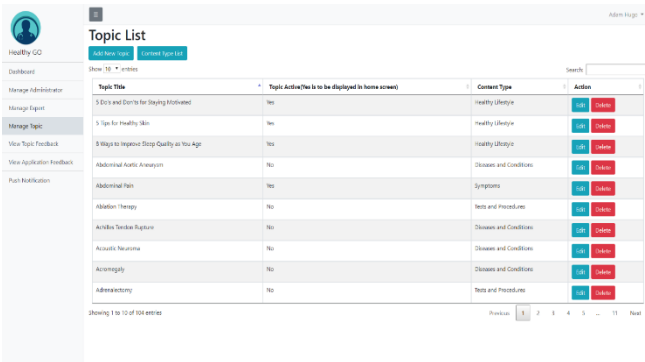 Adam Hugo
Healthy GO
Dashboard
Manage Administrator
Manage Expert
Manage Topic
View Topic Feedback
View Application Feedback
Push Notification
Topic List
Add New Topic Content Type List
Show 10 entries Search:
Topic Title Topic Active(Yes is to be displayed in home screen) Content Type Action
5 Do's and Don'ts for Staying Motivated Yes Healthy Lifestyle Edit Delete
5 Tips for Healthy Skin Yes Healthy Lifestyle Edit Delete
8 Ways to Improve Sleep Quality as You Age Yes Healthy Lifestyle Edit Delete
Abdominal Aortic Aneurysm No Diseases and Conditions Edit Delete
Abdominal Pain Yes Symptoms Edit Delete
Ablation Therapy No Tests and Procedures Edit Delete
Achilles Tendon Rupture No Diseases and Conditions Edit Delete
Acoustic Neuroma No Diseases and Conditions Edit Delete
Acromegaly No Diseases and Conditions Edit Delete
Adrenalectomy No Tests and Procedures Edit Delete
Showing 1 to 10 of 104 entries Previous 1 2 3 4 5 … 11 Next